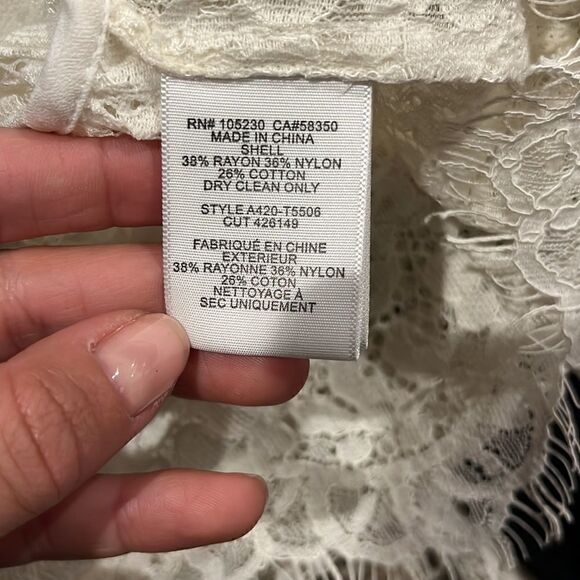 RN# 105230 CA#58350
MADE IN CHINA
SHELL
38% RAYON 36% NYLON
26% COTTON
DRY CLEAN ONLY
STYLE A420-T5506
CUT 426149
FABRIQUÉ EN CHINE
EXTERIEUR
38% RAYONNE 36% NYLON
26% COTON
NETTOYAGE À
SEC UNIQUEMENT